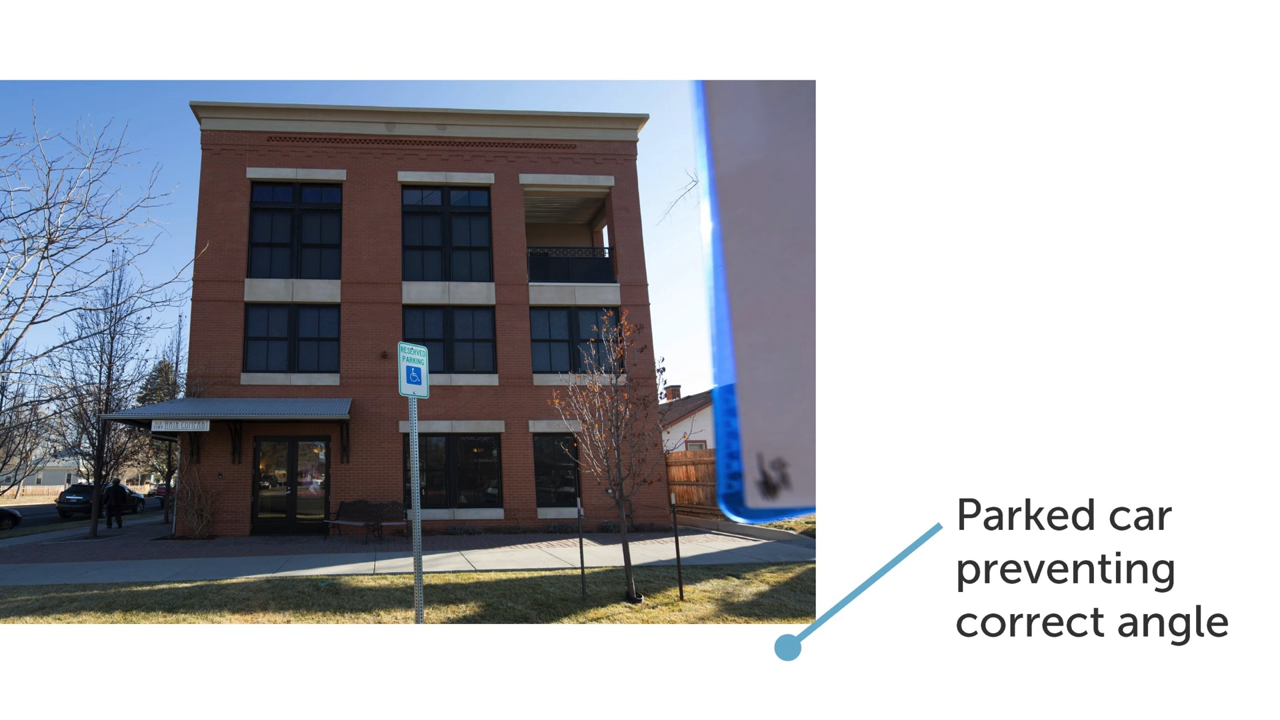 RESERVED
PARKING
Parked car
preventing
correct angle